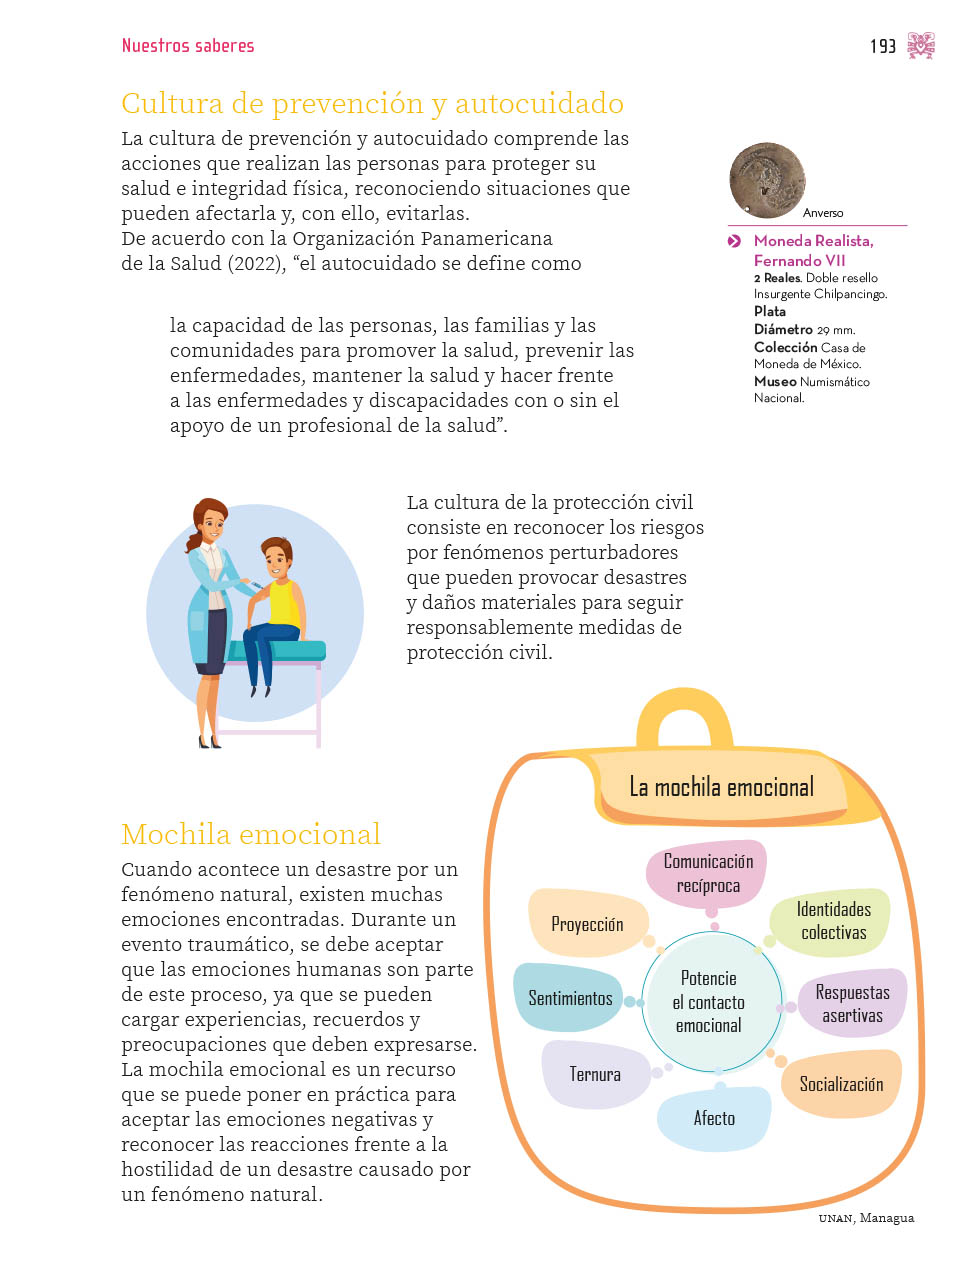 Nuestros saberes
193
Cultura de prevención y autocuidado
La cultura de prevención y autocuidado comprende las
acciones que realizan las personas para proteger su
salud e integridad física, reconociendo situaciones que
pueden afectarla y, con ello, evitarlas.
De acuerdo con la Organización Panamericana
de la Salud (2022), “el autocuidado se define como
la capacidad de las personas, las familias y las
comunidades para promover la salud, prevenir las
enfermedades, mantener la salud y hacer frente
a las enfermedades y discapacidades con o sin el
apoyo de un profesional de la salud”.
Anverso
Moneda Realista,
Fernando VII
2 Reales. Doble resello
Insurgente Chilpancingo.
Plata
Diámetro 29 mm.
Colección Casa de
Moneda de México.
Museo Numismático
Nacional.
La cultura de la protección civil
consiste en reconocer los riesgos
por fenómenos perturbadores
que pueden provocar desastres
y daños materiales para seguir
responsablemente medidas de
protección civil.
Mochila emocional
Cuando acontece un desastre por un
fenómeno natural, existen muchas
emociones encontradas. Durante un
evento traumático, se debe aceptar
que las emociones humanas son parte
de este proceso, ya que se pueden
cargar experiencias, recuerdos y
preocupaciones que deben expresarse.
La mochila emocional es un recurso
que se puede poner en práctica para
aceptar las emociones negativas y
reconocer las reacciones frente a la
hostilidad de un desastre causado por
un fenómeno natural.
La mochila emocional
Comunicación
recíproca
Identidades
colectivas
Respuestas
asertivas
Socialización
Afecto
Ternura
Sentimientos
Proyección
Potencie
el contacto
emocional
UNAN, Managua